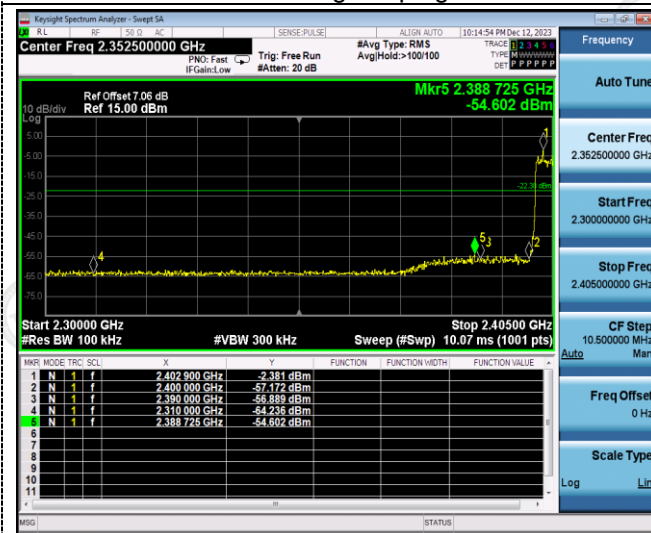 Keysight Spectrum Analyzer - Swept SA
RL RF 50 Ω AC SENSE:PULSE ALIGN AUTO 10:14:54 PM Dec 12, 2023
Center Freq 2.352500000 GHz
PNO: Fast
IFGain:Low
Trig: Free Run
#Atten: 20 dB
#Avg Type: RMS
Avg|Hold:>100/100
TRACE 1 2 3 4 5 6
TYPE
DET P P P P P P
Mkr5 2.388 725 GHz
-54.602 dBm
10 dB/div
Log
Ref Offset 7.06 dB
Ref 15.00 dBm
5.00
-5.00
-15.0
-25.0
-35.0
-45.0
-55.0
-65.0
-75.0
1
4
5
3
2
Start 2.30000 GHz Stop 2.40500 GHz
#Res BW 100 kHz #VBW 300 kHz Sweep (#Swp) 10.07 ms (1001 pts)
MKR MODE TRC SCL X Y FUNCTION FUNCTION WIDTH FUNCTION VALUE
1 N 1 f 2.402 900 GHz -2.381 dBm
2 N 1 f 2.400 000 GHz -57.172 dBm
3 N 1 f 2.390 000 GHz -56.889 dBm
4 N 1 f 2.310 000 GHz -64.236 dBm
5 N 1 f 2.388 725 GHz -54.602 dBm
6
7
8
9
10
11
MSG STATUS
Frequency
Auto Tune
Center Freq
2.352500000 GHz
Start Freq
2.300000000 GHz
Stop Freq
2.405000000 GHz
CF Step
10.500000 MHz
Auto Man
Freq Offset
0 Hz
Scale Type
Log Lin